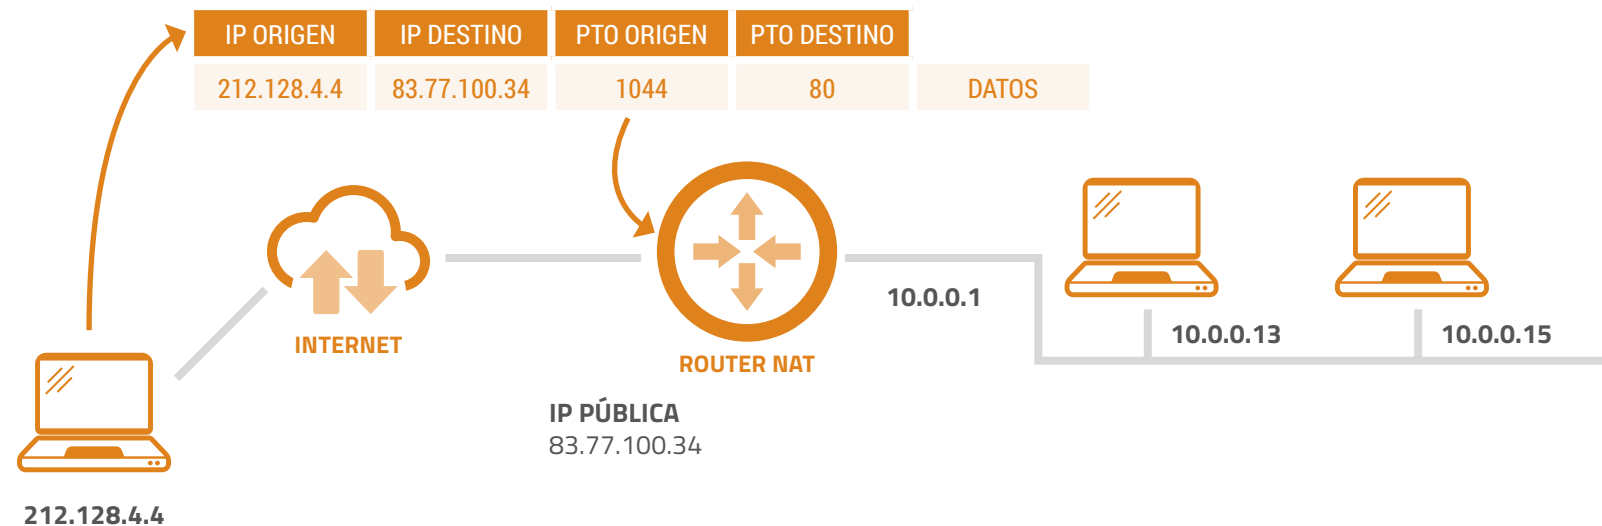 IP ORIGEN IP DESTINO PTO ORIGEN PTO DESTINO
212.128.4.4 83.77.100.34 1044 80 DATOS
10.0.0.1
10.0.0.13
10.0.0.15
INTERNET
ROUTER NAT
IP PÚBLICA
83.77.100.34
212.128.4.4